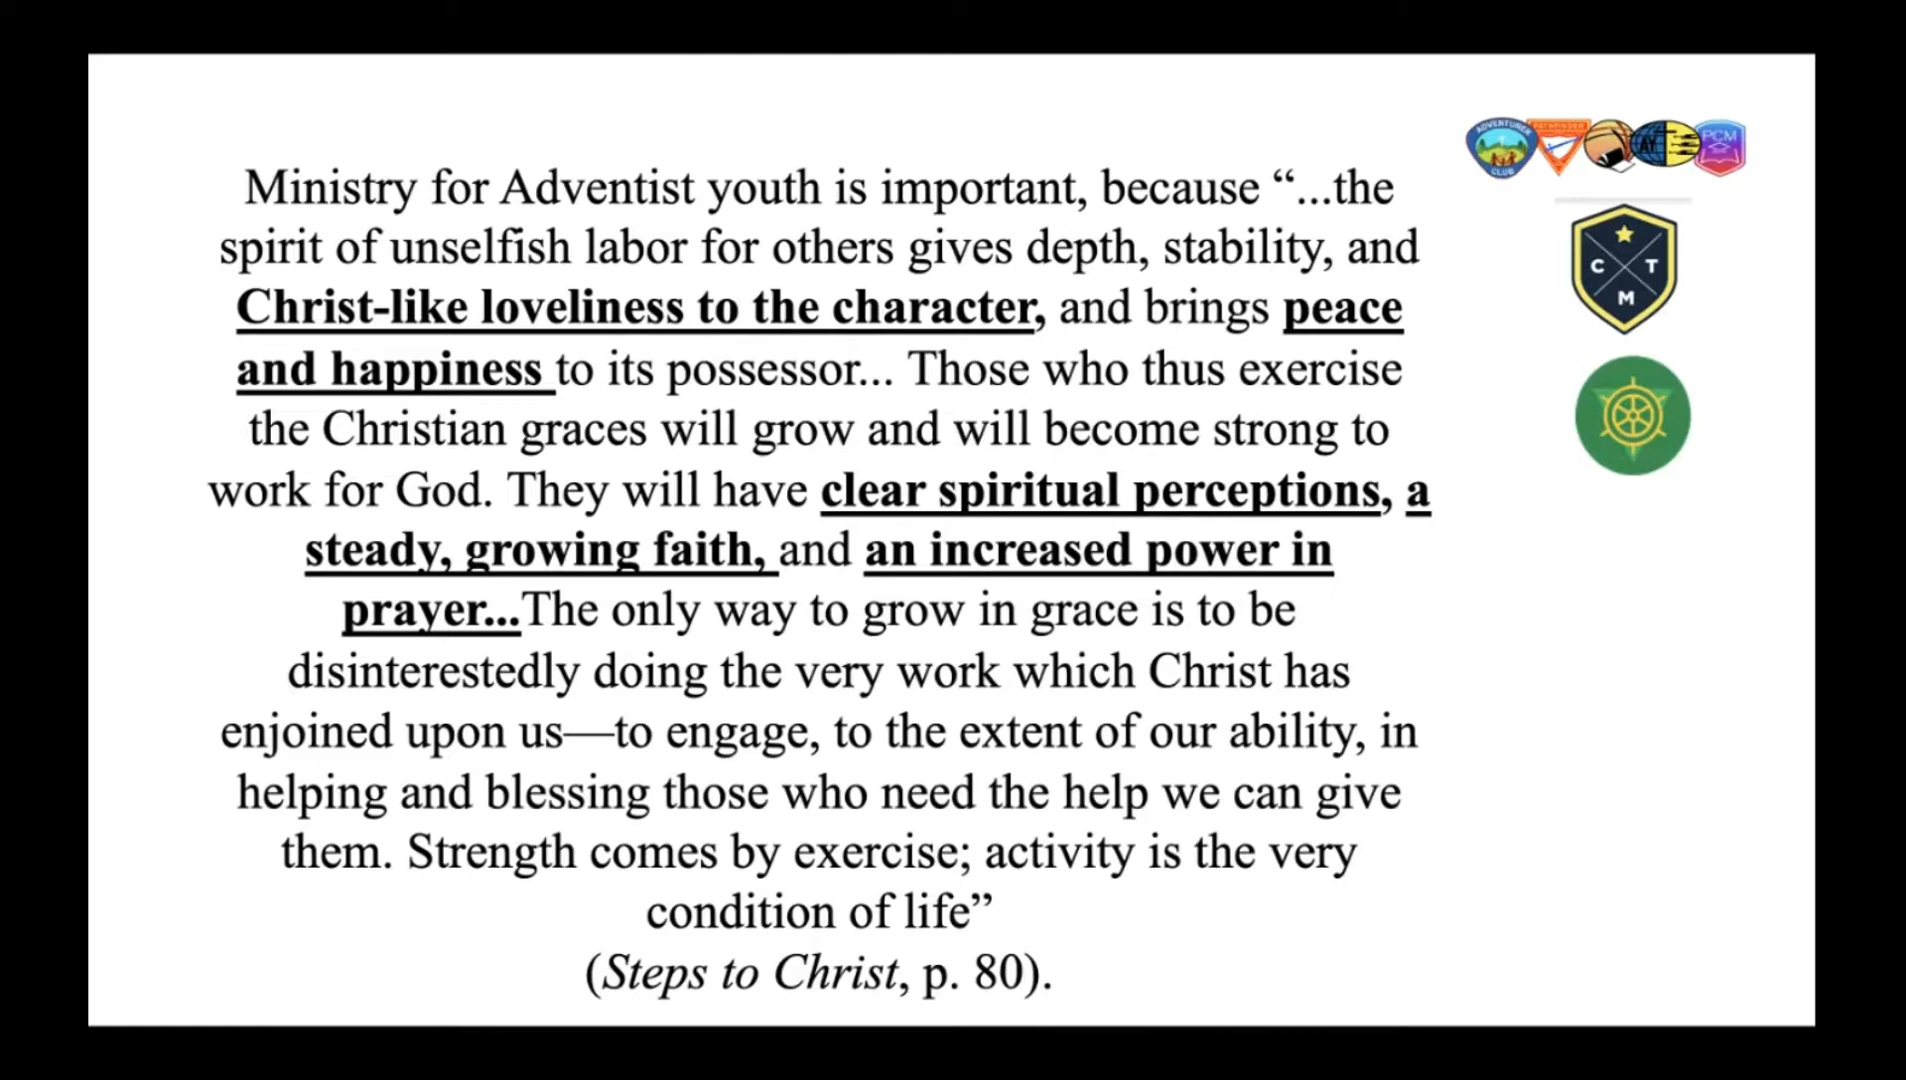 Ministry for Adventist youth is important, because “...the
spirit of unselfish labor for others gives depth, stability, and
Christ-like loveliness to the character, and brings peace
and happiness to its possessor... Those who thus exercise
the Christian graces will grow and will become strong to
work for God. They will have clear spiritual perceptions, a
steady, growing faith, and an increased power in
prayer...The only way to grow in grace is to be
disinterestedly doing the very work which Christ has
enjoined upon us—to engage, to the extent of our ability, in
helping and blessing those who need the help we can give
them. Strength comes by exercise; activity is the very
condition of life”
(Steps to Christ, p. 80).
ADVENTURER
CLUB
PATHFINDER
AY
PCM
C T
M